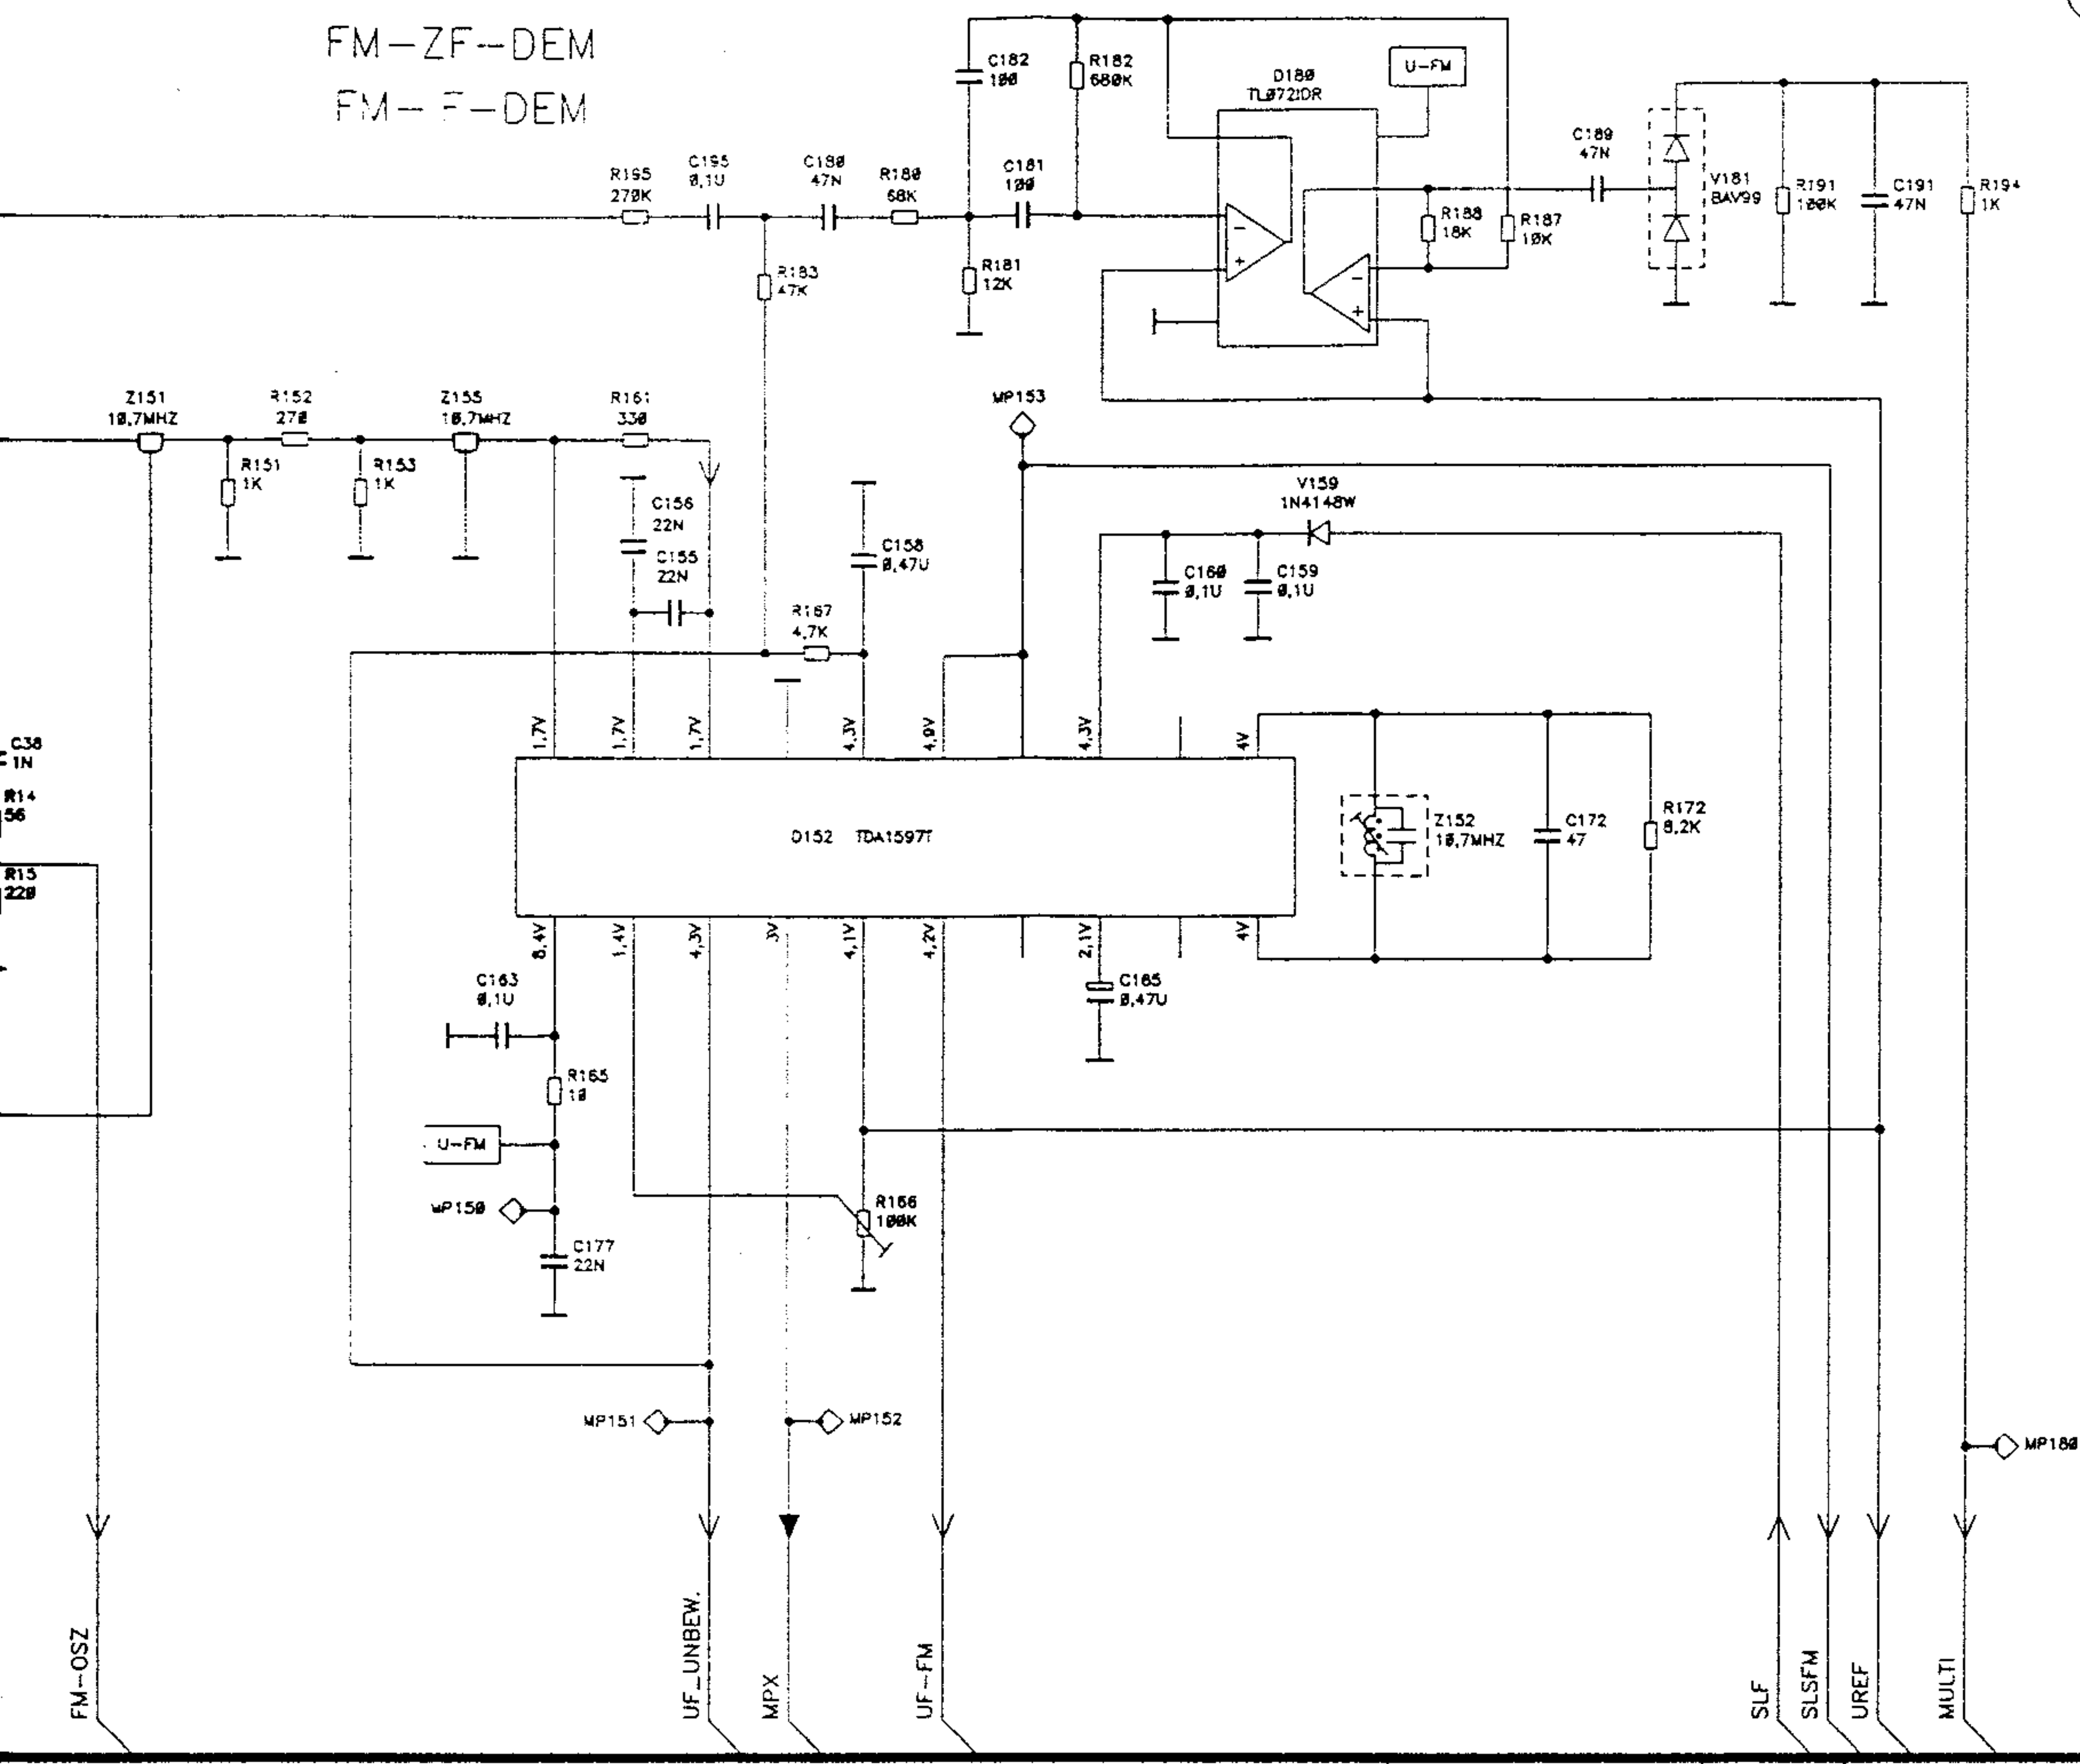 FM-ZF-DEM
FM- F-DEM
C182
100
R182
680K
D180
TL072IDR
U-FM
R195
270K
C195
0,1U
C180
47N
R180
68K
C181
100
C189
47N
V181
BAV99
R191
100K
C191
47N
R194
1K
R188
18K
R187
10K
R183
47K
R181
12K
Z151
10,7MHZ
R152
270
Z155
10,7MHZ
R161
330
MP153
R151
1K
R153
1K
C156
22N
C155
22N
C158
0,47U
V159
1N4148W
C160
0,1U
C159
0,1U
R167
4,7K
1,7V
1,7V
1,7V
4,3V
4,9V
4,3V
4V
C38
1N
R14
56
R15
220
D152 TDA1597T
Z152
10,7MHZ
C172
47
R172
8,2K
8,4V
1,4V
4,3V
3V
4,1V
4,2V
2,1V
4V
C163
0,1U
C165
0,47U
R165
10
U-FM
MP150
R166
100K
C177
22N
MP151
MP152
MP180
FM-OSZ
UF_UNBEW.
MPX
UF-FM
SLF
SLSFM
UREF
MULTI